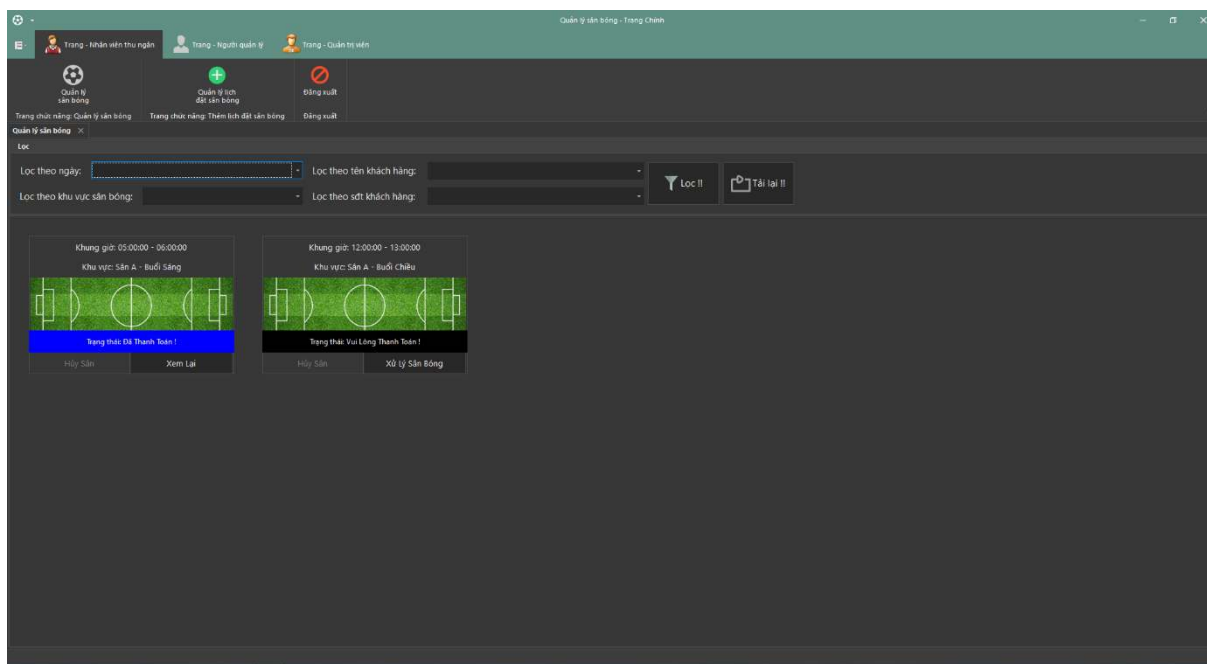 Quản lý sân bóng - Trang Chính
Trang - Nhân viên thu ngân
Trang - Người quản lý
Trang - Quản trị viên
Quản lý
sân bóng
Quản lý lịch
đặt sân bóng
Đăng xuất
Trang chức năng: Quản lý sân bóng
Trang chức năng: Thêm lịch đặt sân bóng
Đăng xuất
Quản lý sân bóng
Lọc
Lọc theo ngày:
Lọc theo tên khách hàng:
Lọc theo khu vực sân bóng:
Lọc theo sđt khách hàng:
Lọc !!
Tải lại !!
Khung giờ: 05:00:00 - 06:00:00
Khu vực: Sân A - Buổi Sáng
Trạng thái: Đã Thanh Toán !
Hủy Sân
Xem Lại
Khung giờ: 12:00:00 - 13:00:00
Khu vực: Sân A - Buổi Chiều
Trạng thái: Vui Lòng Thanh Toán !
Hủy Sân
Xử Lý Sân Bóng